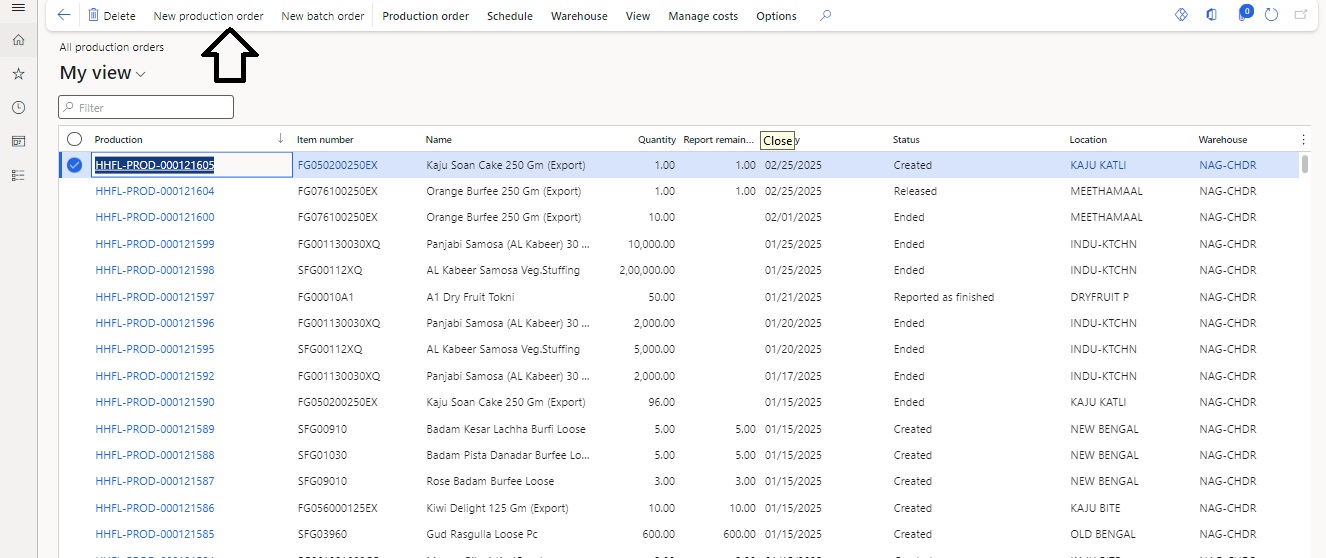 Delete New production order New batch order Production order Schedule Warehouse View Manage costs Options 0
All production orders
My view
Filter
Production Item number Name Quantity Report remain... Close y Status Location Warehouse
HHFL-PROD-000121605 FG050200250EX Kaju Soan Cake 250 Gm (Export) 1.00 1.00 02/25/2025 Created KAJU KATLI NAG-CHDR
HHFL-PROD-000121604 FG076100250EX Orange Burfee 250 Gm (Export) 1.00 1.00 02/25/2025 Released MEETHAMAAL NAG-CHDR
HHFL-PROD-000121600 FG076100250EX Orange Burfee 250 Gm (Export) 10.00 02/01/2025 Ended MEETHAMAAL NAG-CHDR
HHFL-PROD-000121599 FG001130030XQ Panjabi Samosa (AL Kabeer) 30 ... 10,000.00 01/25/2025 Ended INDU-KTCHN NAG-CHDR
HHFL-PROD-000121598 SFG00112XQ AL Kabeer Samosa Veg.Stuffing 2,00,000.00 01/25/2025 Ended INDU-KTCHN NAG-CHDR
HHFL-PROD-000121597 FG00010A1 A1 Dry Fruit Tokni 50.00 01/21/2025 Reported as finished DRYFRUIT P NAG-CHDR
HHFL-PROD-000121596 FG001130030XQ Panjabi Samosa (AL Kabeer) 30 ... 2,000.00 01/20/2025 Ended INDU-KTCHN NAG-CHDR
HHFL-PROD-000121595 SFG00112XQ AL Kabeer Samosa Veg.Stuffing 5,000.00 01/20/2025 Ended INDU-KTCHN NAG-CHDR
HHFL-PROD-000121592 FG001130030XQ Panjabi Samosa (AL Kabeer) 30 ... 2,000.00 01/17/2025 Ended INDU-KTCHN NAG-CHDR
HHFL-PROD-000121590 FG050200250EX Kaju Soan Cake 250 Gm (Export) 96.00 01/15/2025 Ended KAJU KATLI NAG-CHDR
HHFL-PROD-000121589 SFG00910 Badam Kesar Lachha Burfi Loose 5.00 5.00 01/15/2025 Created NEW BENGAL NAG-CHDR
HHFL-PROD-000121588 SFG01030 Badam Pista Danadar Burfee Lo... 5.00 5.00 01/15/2025 Created NEW BENGAL NAG-CHDR
HHFL-PROD-000121587 SFG09010 Rose Badam Burfee Loose 3.00 3.00 01/15/2025 Created NEW BENGAL NAG-CHDR
HHFL-PROD-000121586 FG056000125EX Kiwi Delight 125 Gm (Export) 10.00 10.00 01/15/2025 Created KAJU BITE NAG-CHDR
HHFL-PROD-000121585 SFG03960 Gud Rasgulla Loose Pc 600.00 600.00 01/15/2025 Created OLD BENGAL NAG-CHDR